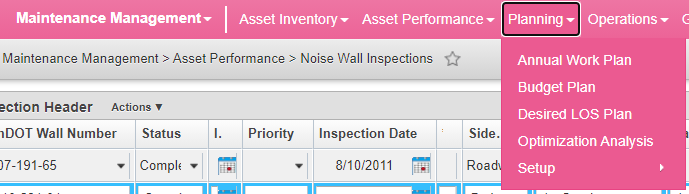 Maintenance Management Asset Inventory Asset Performance Planning Operations
Annual Work Plan
Budget Plan
Desired LOS Plan
Optimization Analysis
Setup
Maintenance Management > Asset Performance > Noise Wall Inspections
ection Header Actions
nDOT Wall Number Status I. Priority Inspection Date Side.
07-191-65 Comple 8/10/2011 Roadw